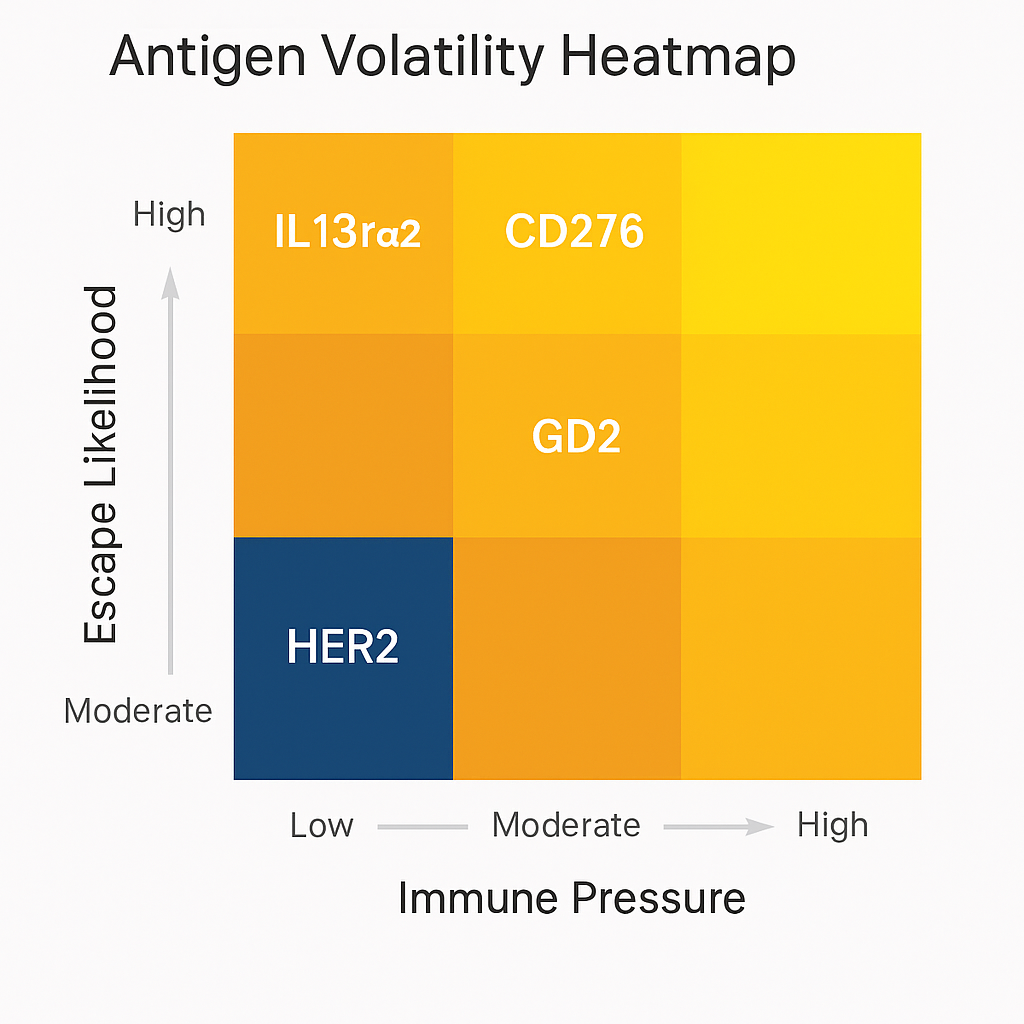 Antigen Volatility Heatmap
High
Escape Likelihood
Moderate
IL13rα2
CD276
GD2
HER2
Low
Moderate
High
Immune Pressure